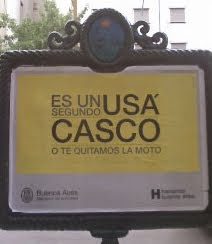 ES UN
SEGUNDO
USÁ
CASCO
O TE QUITAMOS LA MOTO
Buenos Aires